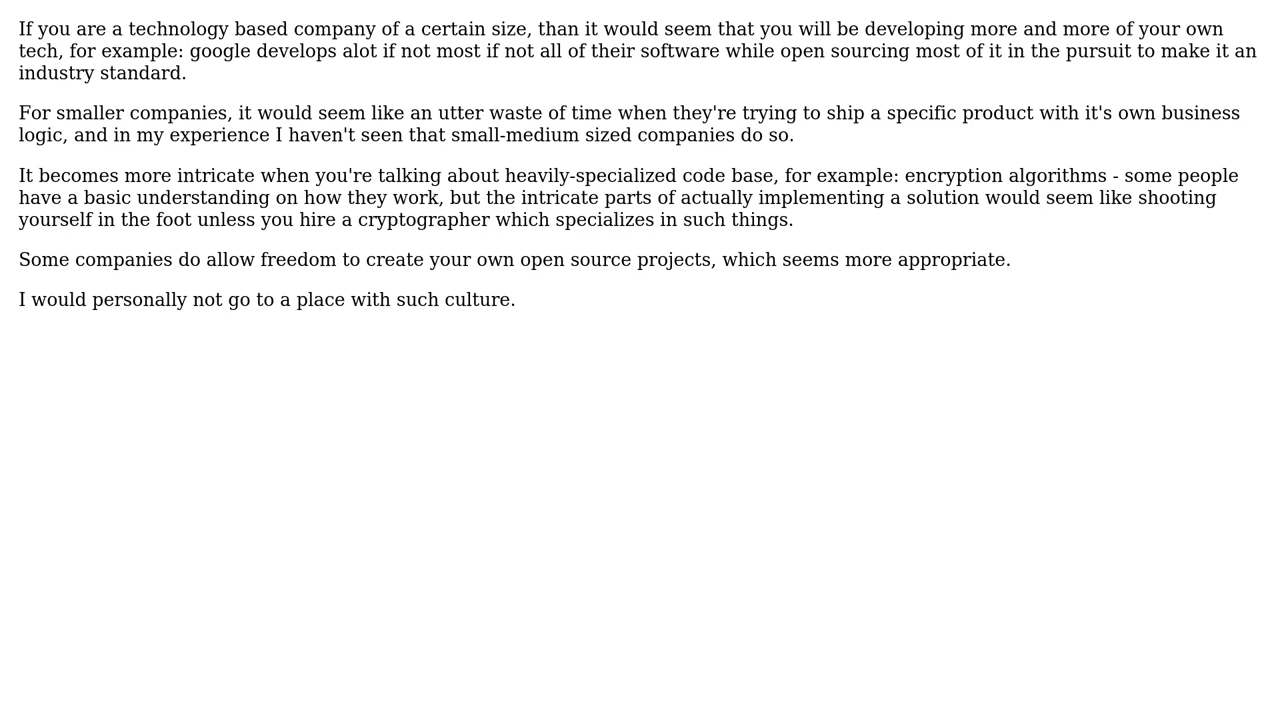 If you are a technology based company of a certain size, than it would seem that you will be developing more and more of your own
tech, for example: google develops alot if not most if not all of their software while open sourcing most of it in the pursuit to make it an
industry standard.
For smaller companies, it would seem like an utter waste of time when they're trying to ship a specific product with it's own business
logic, and in my experience I haven't seen that small-medium sized companies do so.
It becomes more intricate when you're talking about heavily-specialized code base, for example: encryption algorithms - some people
have a basic understanding on how they work, but the intricate parts of actually implementing a solution would seem like shooting
yourself in the foot unless you hire a cryptographer which specializes in such things.
Some companies do allow freedom to create your own open source projects, which seems more appropriate.
I would personally not go to a place with such culture.